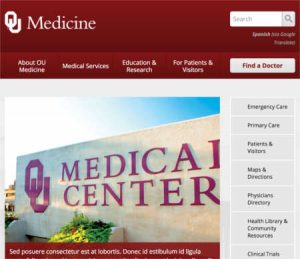 OU Medicine
Search
Spanish (via Google
Translate)
About OU
Medicine
Medical Services
Education &
Research
For Patients &
Visitors
Find a Doctor
OU MEDICAL
CENTER
Sed posuere consectetur est at lobortis. Donec id estibulum id ligula
Emergency Care
Primary Care
Patients &
Visitors
Maps &
Directions
Physicians
Directory
Health Library &
Community
Resources
Clinical Trials